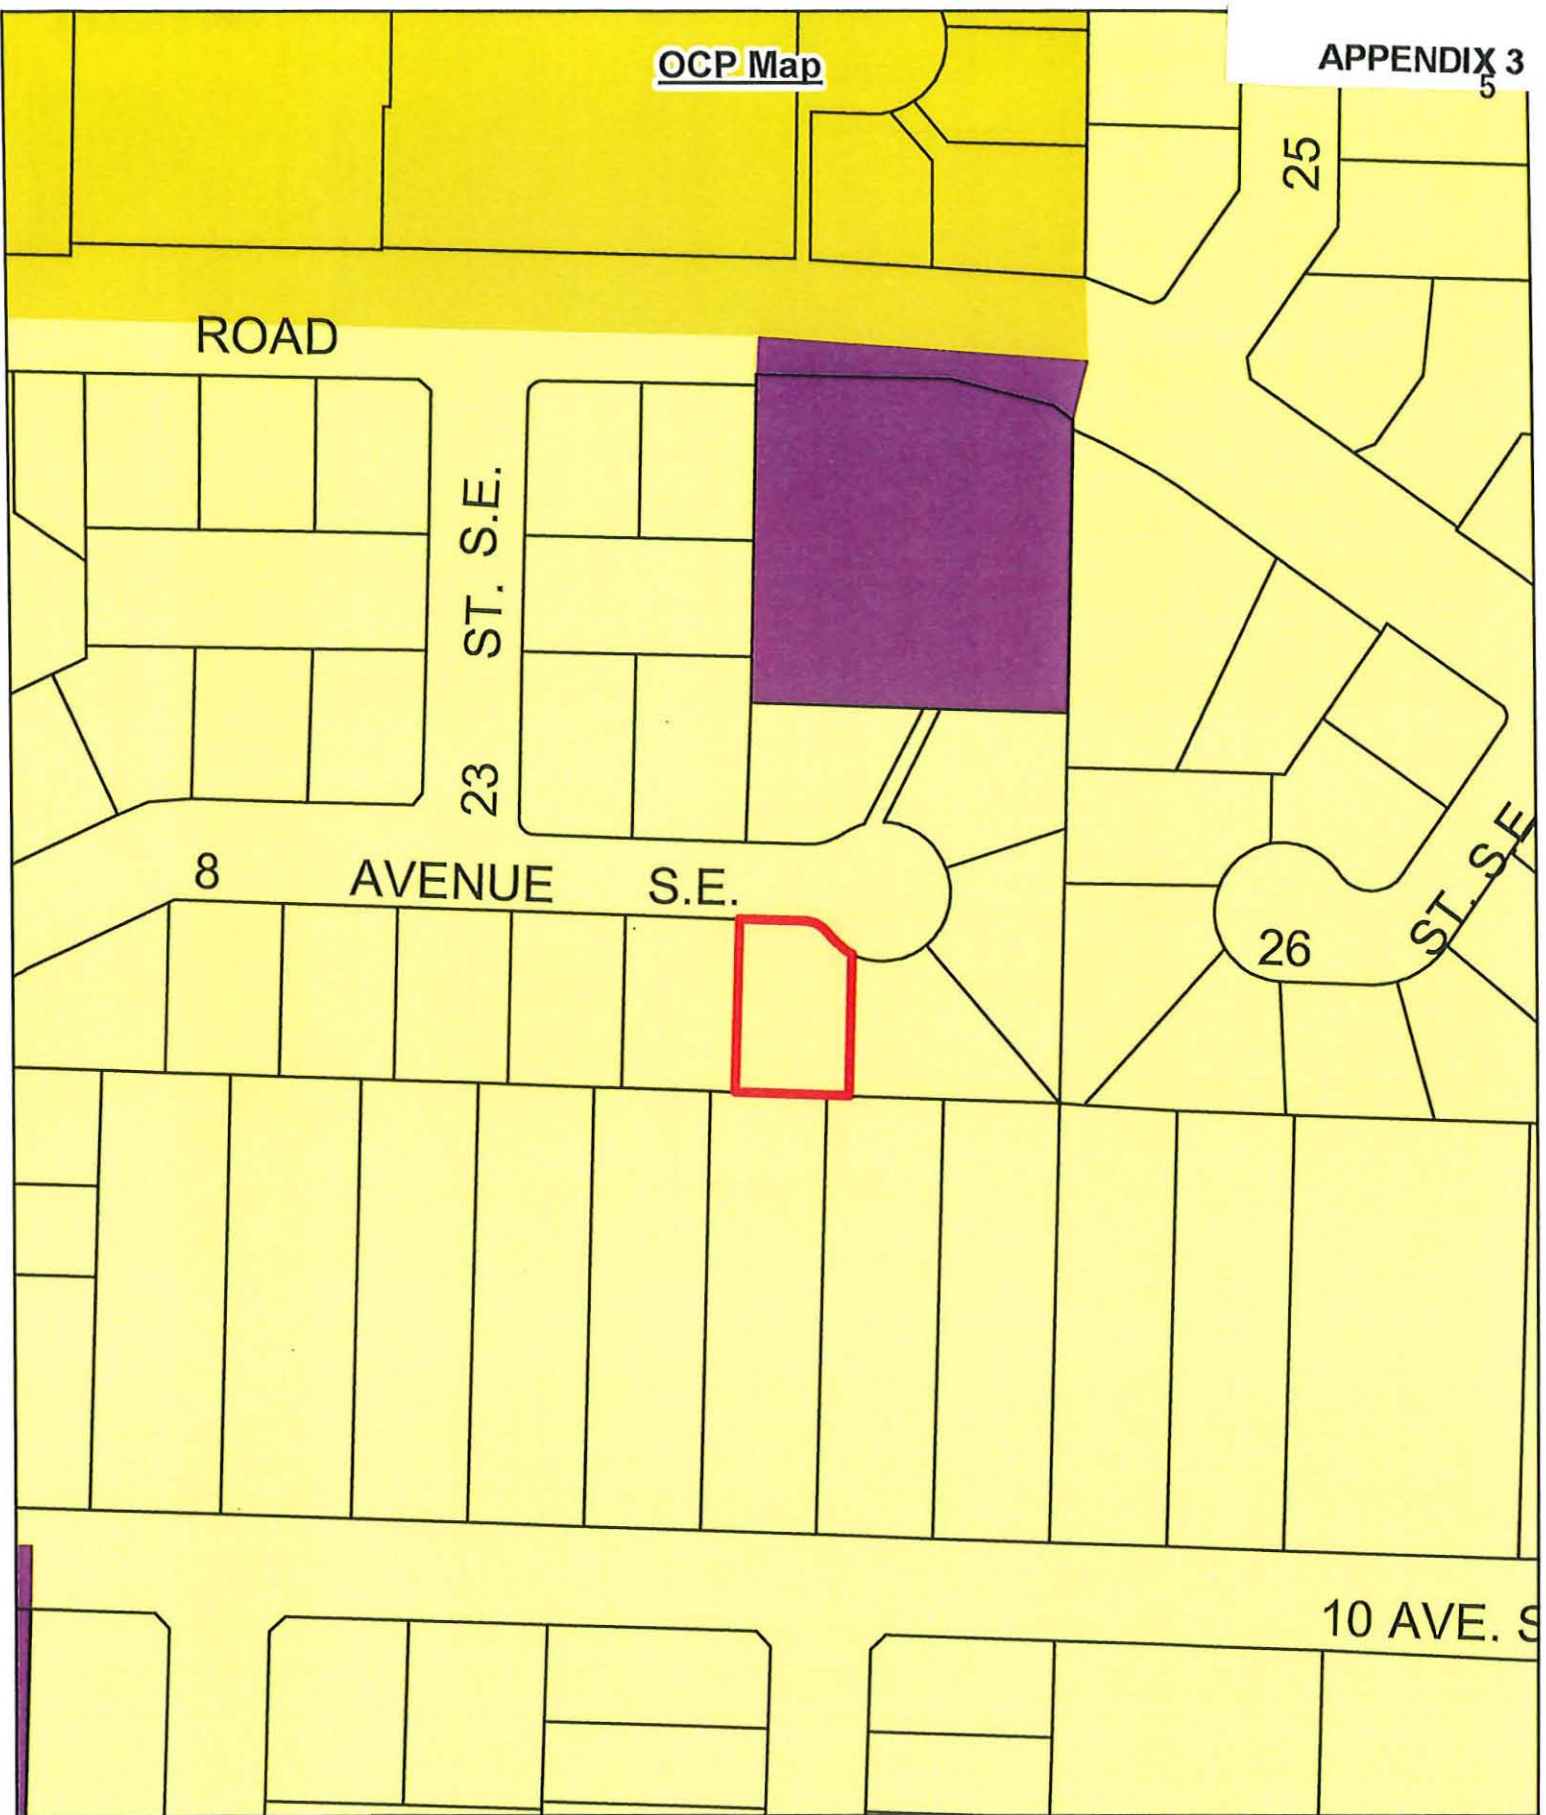 OCP Map
APPENDIX 3
5
25
ROAD
23 ST. S.E.
8 AVENUE S.E.
26 ST. S.E
10 AVE. S